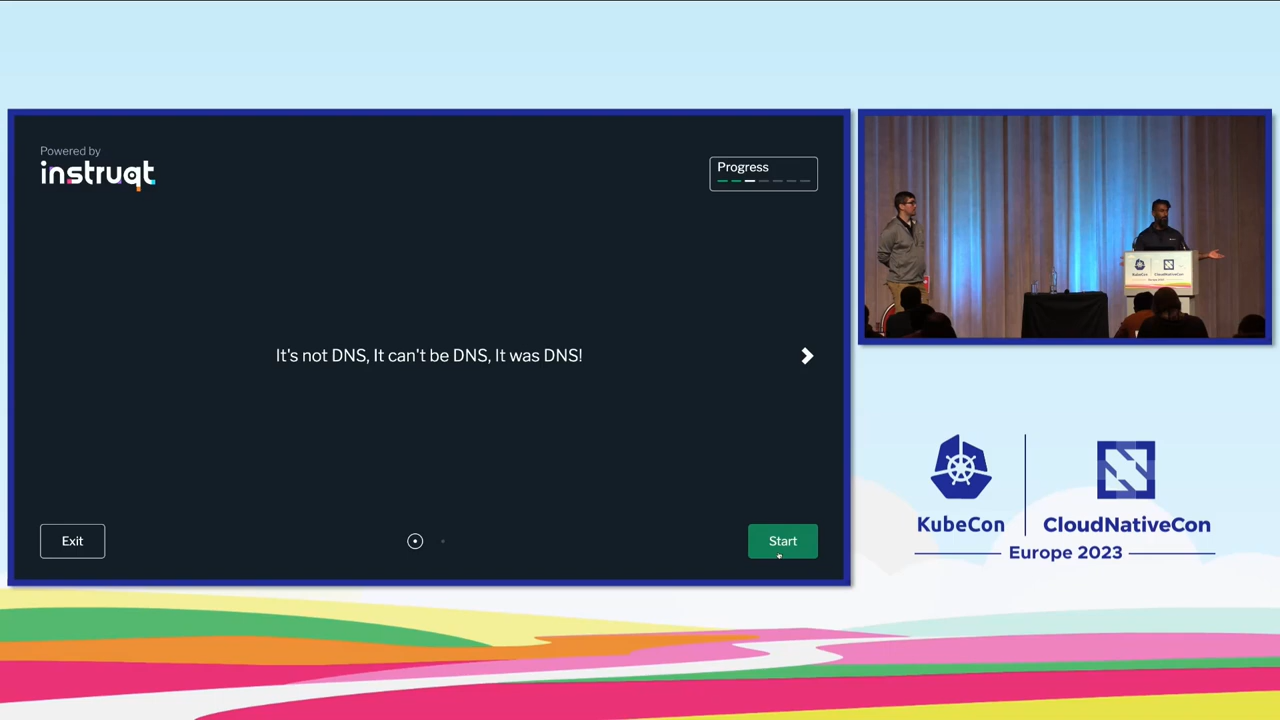 Powered by
instruqt
Progress
It's not DNS, It can't be DNS, It was DNS!
Exit
Start
KubeCon
CloudNativeCon
Europe 2023